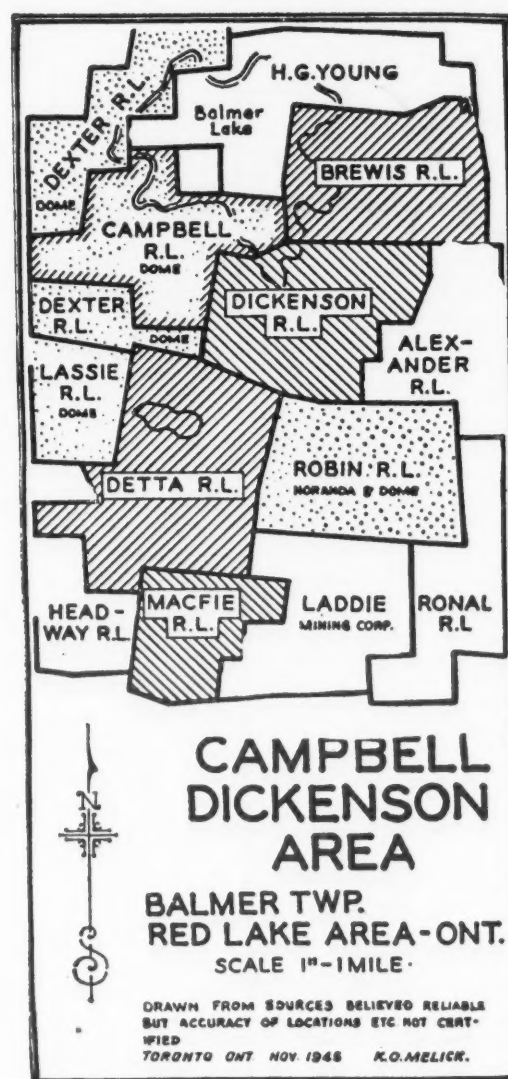 H.G.YOUNG
Balmer
Lake
DEXTER R.L.
DOME
BREWIS R.L.
CAMPBELL
R.L.
DOME
DICKENSON
R.L.
DEXTER
R.L.
DOME
ALEX-
ANDER
R.L.
LASSIE
R.L.
DOME
ROBIN R.L.
NORANDA & DOME
DETTA R.L.
HEAD-
WAY R.L.
MACFIE
R.L.
LADDIE
MINING CORP.
RONAL
R.L
CAMPBELL
DICKENSON
AREA
N
S
BALMER TWP.
RED LAKE AREA-ONT.
SCALE 1"-1MILE.
DRAWN FROM SOURCES BELIEVED RELIABLE
BUT ACCURACY OF LOCATIONS ETC NOT CERT-
IFIED
TORONTO ONT. NOV. 1945 K.O.MELICK.